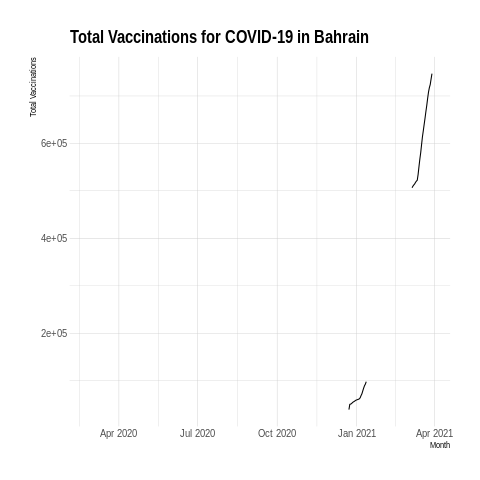 Total Vaccinations for COVID-19 in Bahrain
Total Vaccinations
6e+05
4e+05
2e+05
Apr 2020 Jul 2020 Oct 2020 Jan 2021 Apr 2021
Month